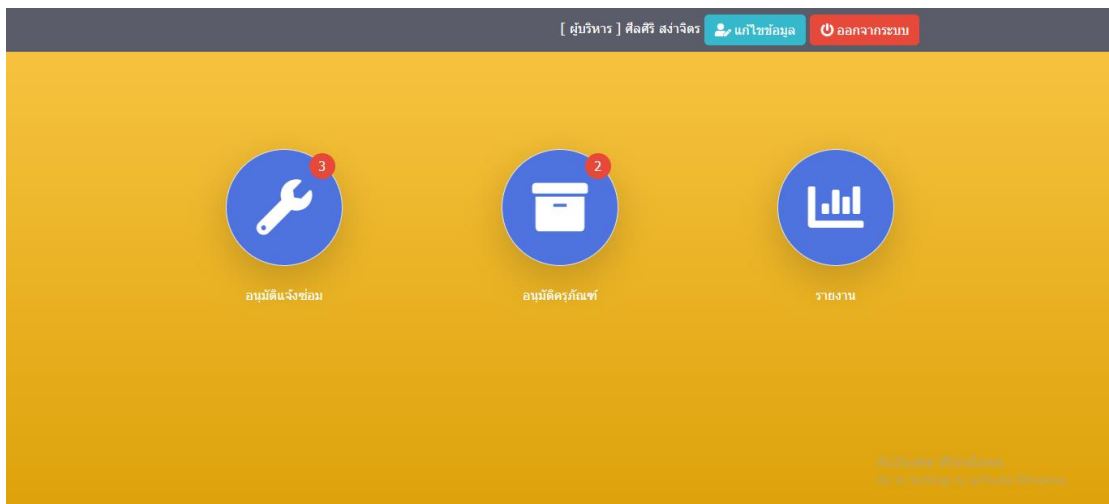 [ ผู้บริหาร ] ศีลศิริ สง่าจิตร แก้ไขข้อมูล ออกจากระบบ
3 2
อนุมัติแจ้งซ่อม อนุมัติครุภัณฑ์ รายงาน